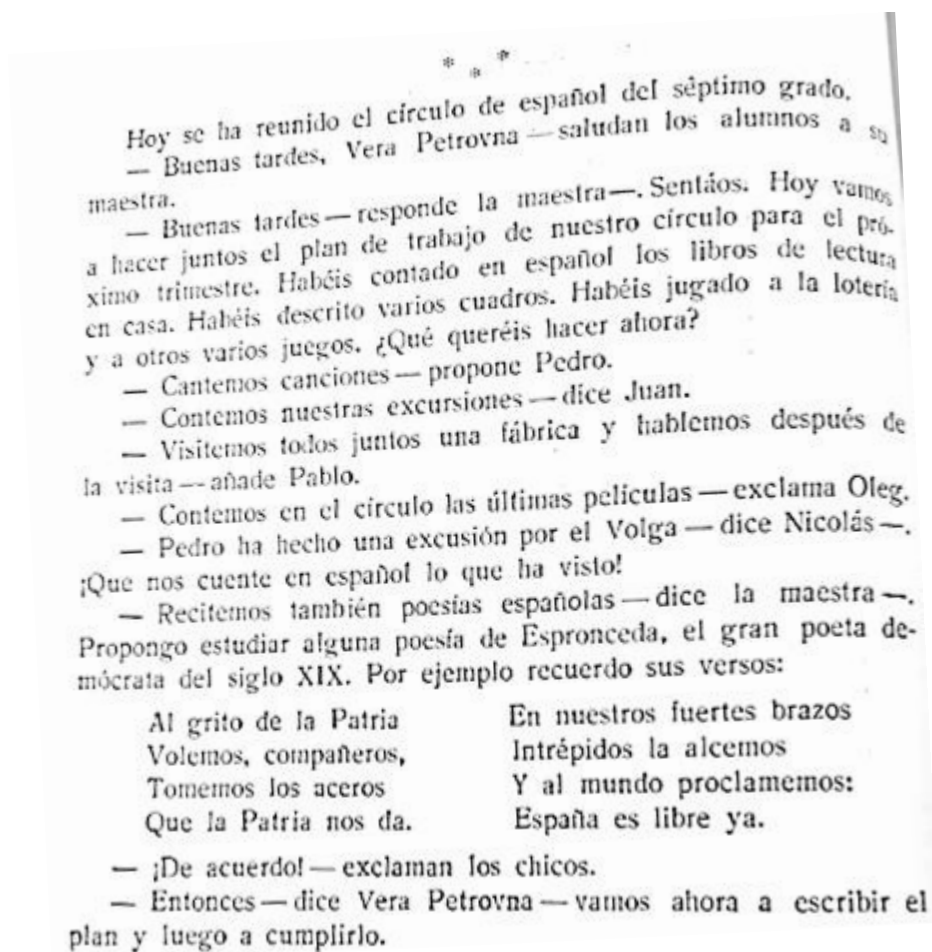 * * *
Hoy se ha reunido el círculo de español del séptimo grado.
— Buenas tardes, Vera Petrovna — saludan los alumnos a su
maestra.
— Buenas tardes — responde la maestra —. Sentáos. Hoy vamos
a hacer juntos el plan de trabajo de nuestro círculo para el pró-
ximo trimestre. Habéis contado en español los libros de lectura
en casa. Habéis descrito varios cuadros. Habéis jugado a la lotería
y a otros varios juegos. ¿Qué queréis hacer ahora?
— Cantemos canciones — propone Pedro.
— Contemos nuestras excursiones — dice Juan.
— Visitemos todos juntos una fábrica y hablemos después de
la visita — añade Pablo.
— Contemos en el círculo las últimas películas — exclama Oleg.
— Pedro ha hecho una excusión por el Volga — dice Nicolás —.
¡Que nos cuente en español lo que ha visto!
— Recitemos también poesías españolas — dice la maestra —.
Propongo estudiar alguna poesía de Espronceda, el gran poeta de-
mócrata del siglo XIX. Por ejemplo recuerdo sus versos:
Al grito de la Patria
Volemos, compañeros,
Tomemos los aceros
Que la Patria nos da.
En nuestros fuertes brazos
Intrépidos la alcemos
Y al mundo proclamemos:
España es libre ya.
— ¡De acuerdo! — exclaman los chicos.
— Entonces — dice Vera Petrovna — vamos ahora a escribir el
plan y luego a cumplirlo.